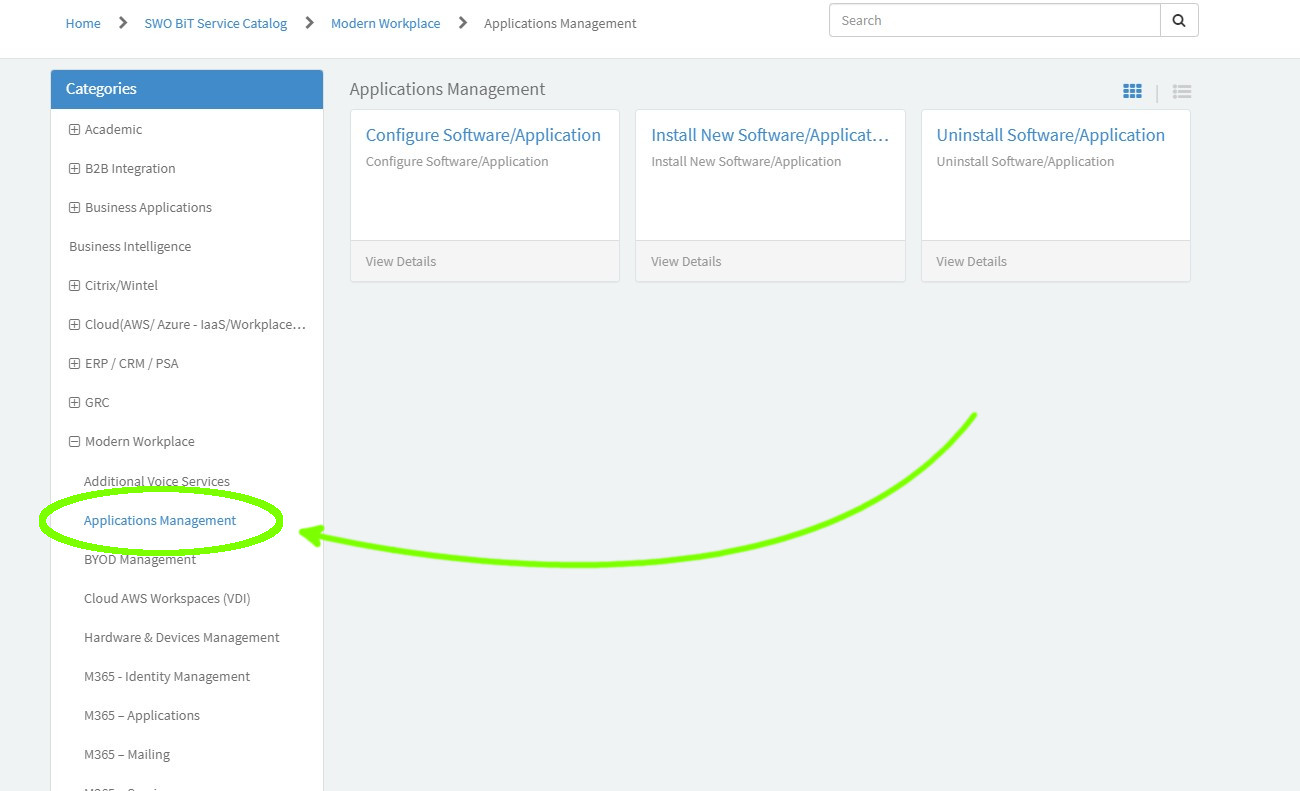 Home > SWO BiT Service Catalog > Modern Workplace > Applications Management
Search
Categories
Academic
B2B Integration
Business Applications
Business Intelligence
Citrix/Wintel
Cloud(AWS/ Azure - IaaS/Workplace…
ERP / CRM / PSA
GRC
Modern Workplace
Additional Voice Services
Applications Management
BYOD Management
Cloud AWS Workspaces (VDI)
Hardware & Devices Management
M365 - Identity Management
M365 – Applications
M365 – Mailing
Applications Management
Configure Software/Application
Configure Software/Application
View Details
Install New Software/Applicat…
Install New Software/Application
View Details
Uninstall Software/Application
Uninstall Software/Application
View Details